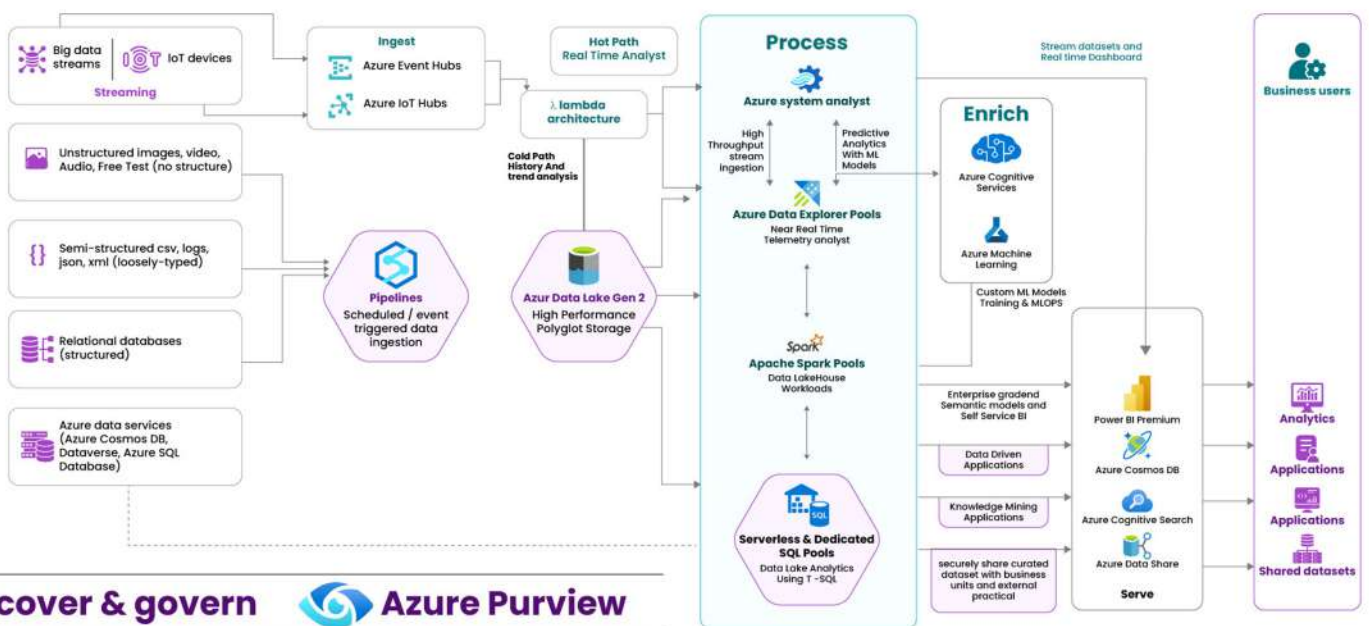 Big data
streams
IoT
IoT devices
Streaming
Unstructured images, video,
Audio, Free Test (no structure)
{}
Semi-structured csv, logs,
json, xml (loosely-typed)
Relational databases
(structured)
Azure data services
(Azure Cosmos DB,
Dataverse, Azure SQL
Database)
Ingest
Azure Event Hubs
Azure IoT Hubs
Pipelines
Scheduled / event
triggered data
ingestion
Hot Path
Real Time Analyst
λ lambda
architecture
Cold Path
History And
trend analysis
Azur Data Lake Gen 2
High Performance
Polyglot Storage
Process
Azure system analyst
High
Throughput
stream
ingestion
Predictive
Analytics
With ML
Models
Azure Data Explorer Pools
Near Real Time
Telemetry analyst
Spark
Apache Spark Pools
Data LakeHouse
Workloads
SQL
Serverless & Dedicated
SQL Pools
Data Lake Analytics
Using T -SQL
Stream datasets and
Real time Dashboard
Enrich
Azure Cognitive
Services
Azure Machine
Learning
Custom ML Models
Training & MLOPS
Enterprise gradend
Semantic models and
Self Service BI
Data Driven
Applications
Knowledge Mining
Applications
securely share curated
dataset with business
units and external
practical
Power BI Premium
Azure Cosmos DB
Azure Cognitive Search
Azure Data Share
Serve
Business users
Analytics
Applications
Applications
Shared datasets
cover & govern
Azure Purview